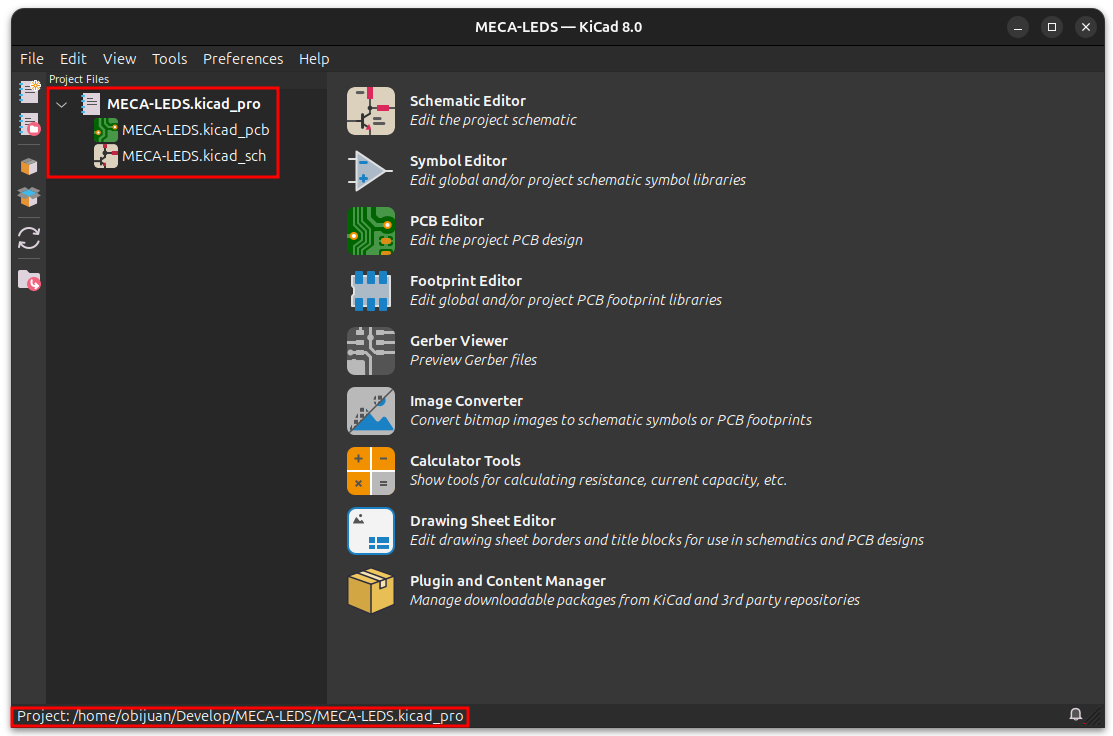 MECA-LEDS — KiCad 8.0
File Edit View Tools Preferences Help
Project Files
MECA-LEDS.kicad_pro
MECA-LEDS.kicad_pcb
MECA-LEDS.kicad_sch
Schematic Editor
Edit the project schematic
Symbol Editor
Edit global and/or project schematic symbol libraries
PCB Editor
Edit the project PCB design
Footprint Editor
Edit global and/or project PCB footprint libraries
Gerber Viewer
Preview Gerber files
Image Converter
Convert bitmap images to schematic symbols or PCB footprints
Calculator Tools
Show tools for calculating resistance, current capacity, etc.
Drawing Sheet Editor
Edit drawing sheet borders and title blocks for use in schematics and PCB designs
Plugin and Content Manager
Manage downloadable packages from KiCad and 3rd party repositories
Project: /home/obijuan/Develop/MECA-LEDS/MECA-LEDS.kicad_pro